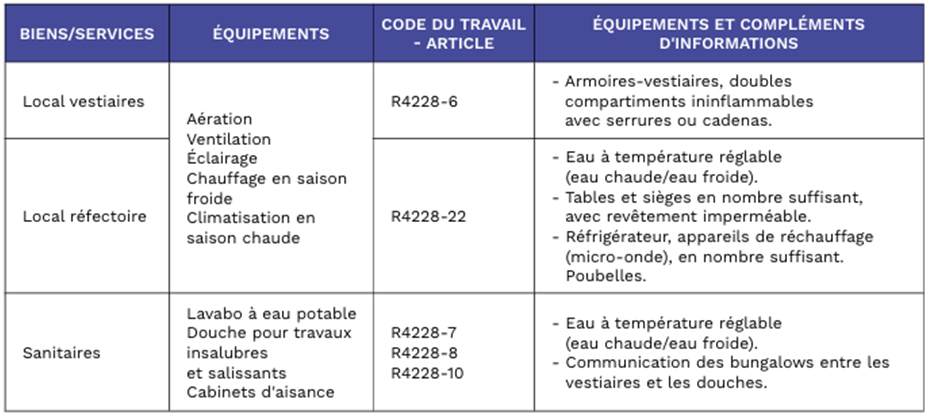 BIENS/SERVICES
ÉQUIPEMENTS
CODE DU TRAVAIL
- ARTICLE
ÉQUIPEMENTS ET COMPLÉMENTS
D'INFORMATIONS
Local vestiaires
Aération
Ventilation
Éclairage
Chauffage en saison
froide
Climatisation en
saison chaude
R4228-6
- Armoires-vestiaires, doubles
compartiments ininflammables
avec serrures ou cadenas.
Local réfectoire
R4228-22
- Eau à température réglable
(eau chaude/eau froide).
- Tables et sièges en nombre suffisant,
avec revêtement imperméable.
- Réfrigérateur, appareils de réchauffage
(micro-onde), en nombre suffisant.
Poubelles.
Sanitaires
Lavabo à eau potable
Douche pour travaux
insalubres
et salissants
Cabinets d'aisance
R4228-7
R4228-8
R4228-10
- Eau à température réglable
(eau chaude/eau froide).
- Communication des bungalows entre les
vestiaires et les douches.